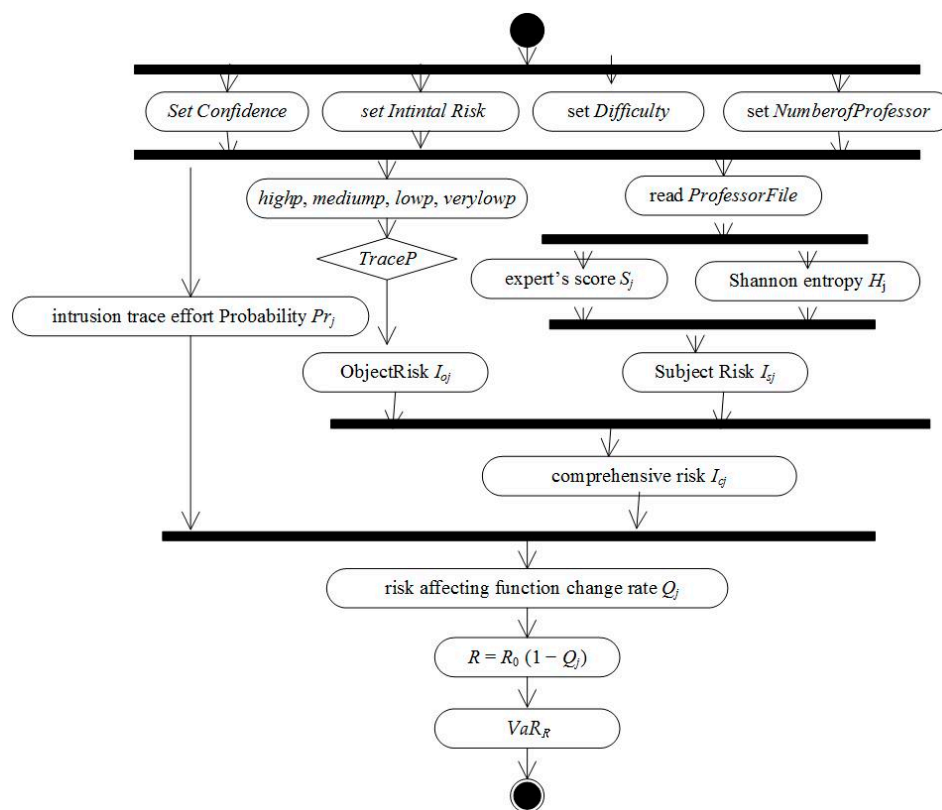 Set Confidence
set Intintal Risk
set Difficulty
set NumberofProfessor
highp, mediump, lowp, verylowp
read ProfessorFile
TraceP
expert’s score Sj
Shannon entropy Hj
intrusion trace effort Probability Prj
ObjectRisk Ioj
Subject Risk Isj
comprehensive risk Icj
risk affecting function change rate Qj
R = R0 (1 − Qj)
VaRR